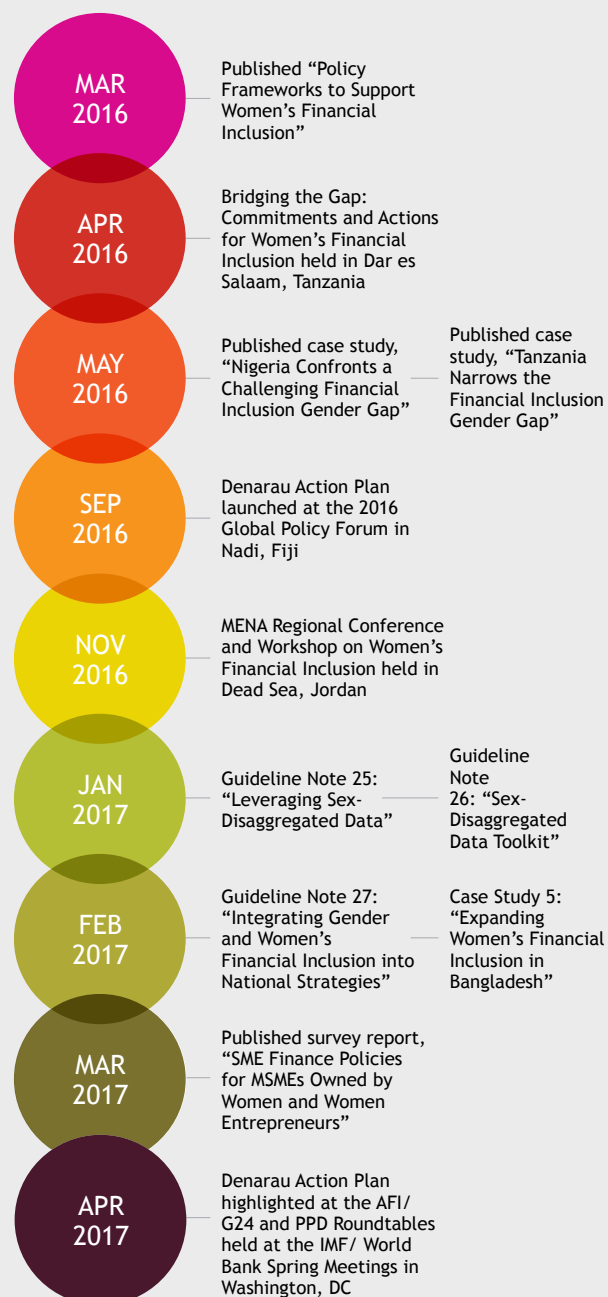 MAR
2016
Published “Policy
Frameworks to Support
Women’s Financial
Inclusion”
APR
2016
Bridging the Gap:
Commitments and Actions
for Women’s Financial
Inclusion held in Dar es
Salaam, Tanzania
MAY
2016
Published case study,
“Nigeria Confronts a
Challenging Financial
Inclusion Gender Gap”
Published case
study, “Tanzania
Narrows the
Financial Inclusion
Gender Gap”
SEP
2016
Denarau Action Plan
launched at the 2016
Global Policy Forum in
Nadi, Fiji
NOV
2016
MENA Regional Conference
and Workshop on Women’s
Financial Inclusion held in
Dead Sea, Jordan
JAN
2017
Guideline Note 25:
“Leveraging Sex-
Disaggregated Data”
Guideline
Note
26: “Sex-
Disaggregated
Data Toolkit”
FEB
2017
Guideline Note 27:
“Integrating Gender
and Women’s
Financial Inclusion into
National Strategies”
Case Study 5:
“Expanding
Women’s Financial
Inclusion in
Bangladesh”
MAR
2017
Published survey report,
“SME Finance Policies
for MSMEs Owned by
Women and Women
Entrepreneurs”
APR
2017
Denarau Action Plan
highlighted at the AFI/
G24 and PPD Roundtables
held at the IMF/ World
Bank Spring Meetings in
Washington, DC